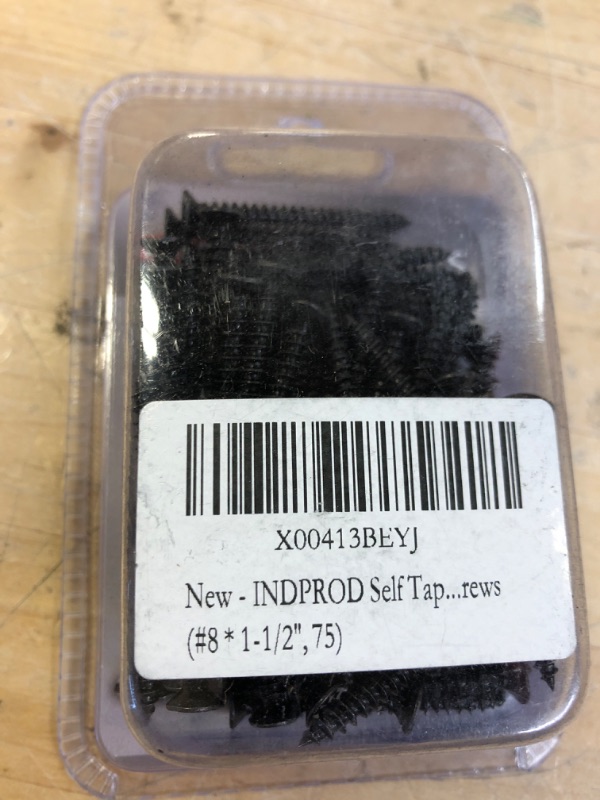 X00413BEYJ
New - INDPROD Self Tap...rews
(#8 * 1-1/2", 75)